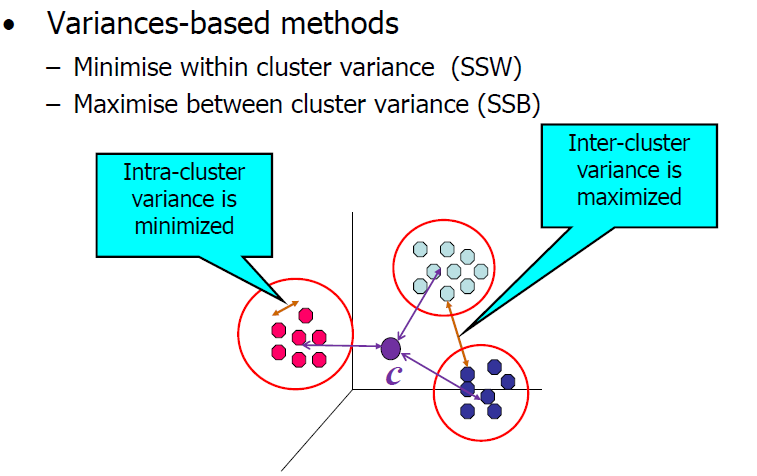 • Variances-based methods
– Minimise within cluster variance (SSW)
– Maximise between cluster variance (SSB)
Intra-cluster
variance is
minimized
Inter-cluster
variance is
maximized
c